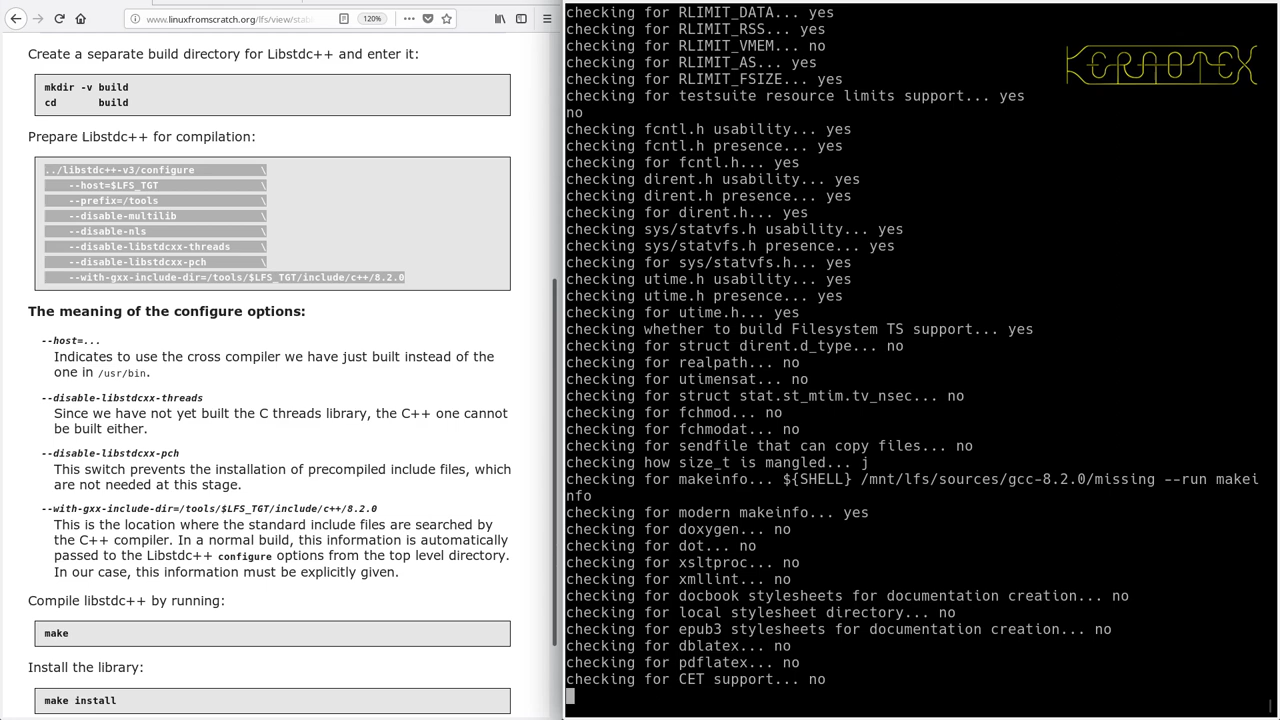 www.linuxfromscratch.org/lfs/view/stab
120%
Create a separate build directory for Libstdc++ and enter it:
mkdir -v build
cd       build
Prepare Libstdc++ for compilation:
../libstdc++-v3/configure           \
    --host=$LFS_TGT                 \
    --prefix=/tools                 \
    --disable-multilib              \
    --disable-nls                   \
    --disable-libstdcxx-threads     \
    --disable-libstdcxx-pch         \
    --with-gxx-include-dir=/tools/$LFS_TGT/include/c++/8.2.0
The meaning of the configure options:
--host=...
Indicates to use the cross compiler we have just built instead of the
one in /usr/bin.
--disable-libstdcxx-threads
Since we have not yet built the C threads library, the C++ one cannot
be built either.
--disable-libstdcxx-pch
This switch prevents the installation of precompiled include files, which
are not needed at this stage.
--with-gxx-include-dir=/tools/$LFS_TGT/include/c++/8.2.0
This is the location where the standard include files are searched by
the C++ compiler. In a normal build, this information is automatically
passed to the Libstdc++ configure options from the top level directory.
In our case, this information must be explicitly given.
Compile libstdc++ by running:
make
Install the library:
make install
checking for RLIMIT_DATA... yes
checking for RLIMIT_RSS... yes
checking for RLIMIT_VMEM... no
checking for RLIMIT_AS... yes
checking for RLIMIT_FSIZE... yes
checking for testsuite resource limits support... yes
no
checking fcntl.h usability... yes
checking fcntl.h presence... yes
checking for fcntl.h... yes
checking dirent.h usability... yes
checking dirent.h presence... yes
checking for dirent.h... yes
checking sys/statvfs.h usability... yes
checking sys/statvfs.h presence... yes
checking for sys/statvfs.h... yes
checking utime.h usability... yes
checking utime.h presence... yes
checking for utime.h... yes
checking whether to build Filesystem TS support... yes
checking for struct dirent.d_type... no
checking for realpath... no
checking for utimensat... no
checking for struct stat.st_mtim.tv_nsec... no
checking for fchmod... no
checking for fchmodat... no
checking for sendfile that can copy files... no
checking how size_t is mangled... j
checking for makeinfo... ${SHELL} /mnt/lfs/sources/gcc-8.2.0/missing --run makei
nfo
checking for modern makeinfo... yes
checking for doxygen... no
checking for dot... no
checking for xsltproc... no
checking for xmllint... no
checking for docbook stylesheets for documentation creation... no
checking for local stylesheet directory... no
checking for epub3 stylesheets for documentation creation... no
checking for dblatex... no
checking for pdflatex... no
checking for CET support... no
KERNOTEX